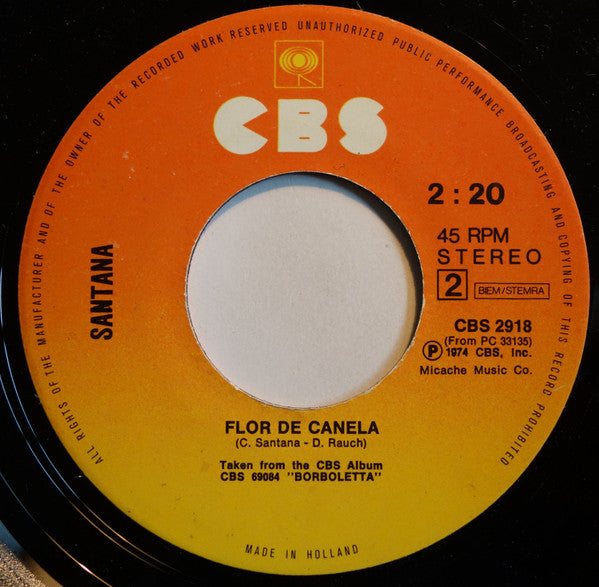 ALL RIGHTS OF THE MANUFACTURER AND OF THE OWNER OF THE RECORDED WORK RESERVED UNAUTHORIZED PUBLIC PERFORMANCE BROADCASTING AND COPYING OF THIS RECORD PROHIBITED
CBS
2:20
45 RPM
STEREO
2 BIEM/STEMRA
SANTANA
CBS 2918
(From PC 33135)
Ⓟ 1974 CBS, Inc.
Micache Music Co.
FLOR DE CANELA
(C. Santana - D. Rauch)
Taken from the CBS Album
CBS 69084 "BORBOLETTA"
MADE IN HOLLAND